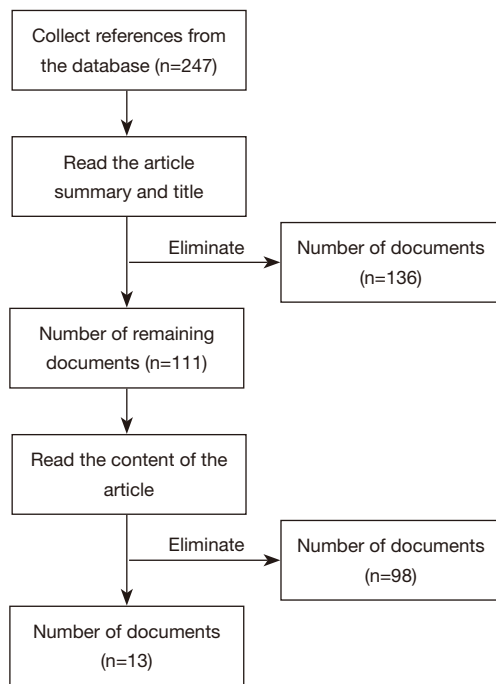 Collect references from
the database (n=247)
Read the article
summary and title
Eliminate
Number of documents
(n=136)
Number of remaining
documents (n=111)
Read the content of the
article
Eliminate
Number of documents
(n=98)
Number of documents
(n=13)